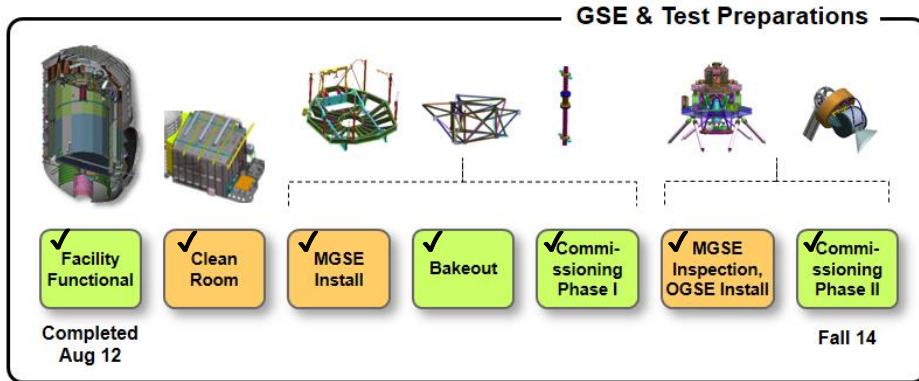 GSE & Test Preparations
Facility
Functional
Clean
Room
MGSE
Install
Bakeout
Commi-
ssioning
Phase I
MGSE
Inspection,
OGSE Install
Commi-
ssioning
Phase II
Completed
Aug 12
Fall 14